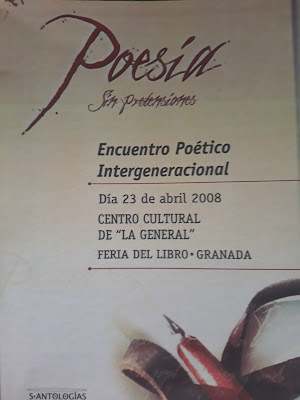 Poesía
Sin pretensiones
Encuentro Poético
Intergeneracional
Día 23 de abril 2008
CENTRO CULTURAL
DE “LA GENERAL”
FERIA DEL LIBRO • GRANADA
S•ANTOLOGÍAS